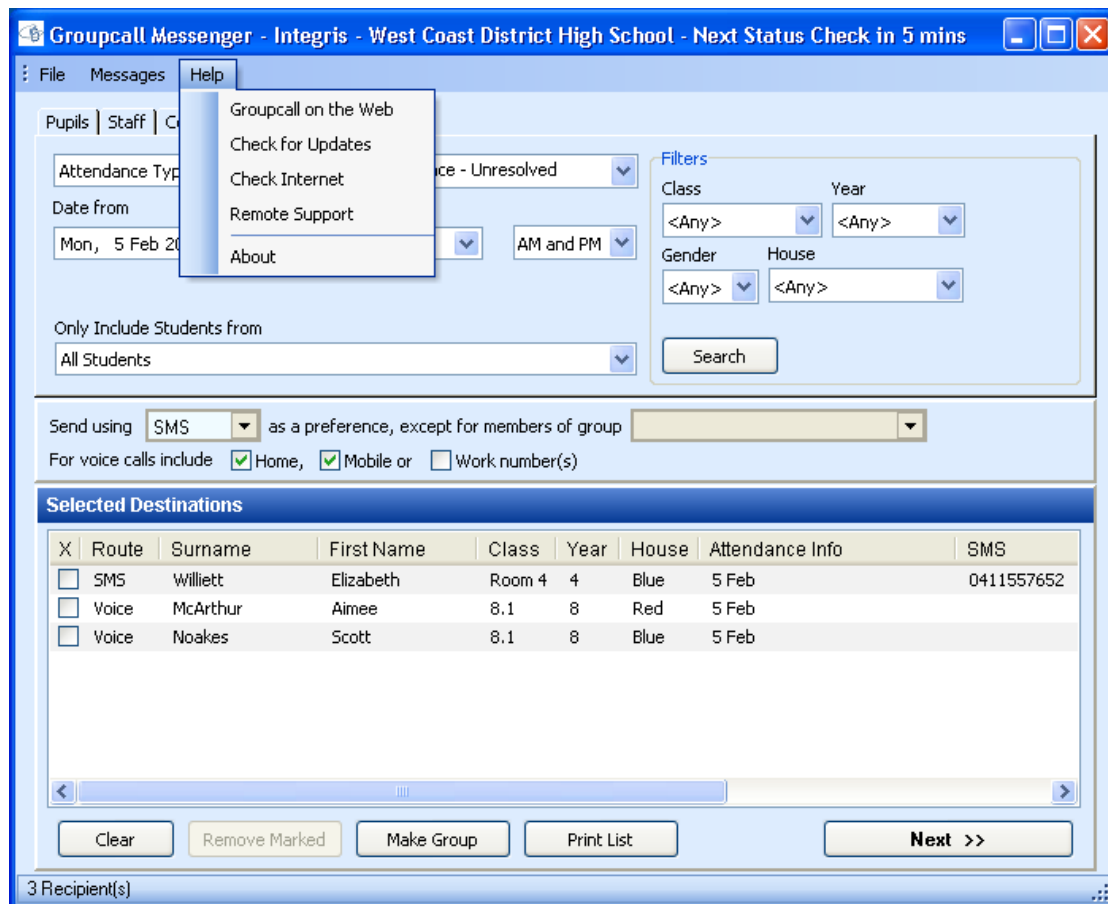 Groupcall Messenger - Integris - West Coast District High School - Next Status Check in 5 mins
File Messages Help
Groupcall on the Web
Check for Updates
Check Internet
Remote Support
About
Pupils Staff
Attendance - Unresolved
Date from
Mon, 5 Feb AM and PM
Only Include Students from
All Students
Filters
Class Year
<Any> <Any>
Gender House
<Any> <Any>
Search
Send using SMS as a preference, except for members of group
For voice calls include Home, Mobile or Work number(s)
Selected Destinations
X Route Surname First Name Class Year House Attendance Info SMS
SMS Williett Elizabeth Room 4 4 Blue 5 Feb 0411557652
Voice McArthur Aimee 8.1 8 Red 5 Feb
Voice Noakes Scott 8.1 8 Blue 5 Feb
Clear Remove Marked Make Group Print List Next >>
3 Recipient(s)